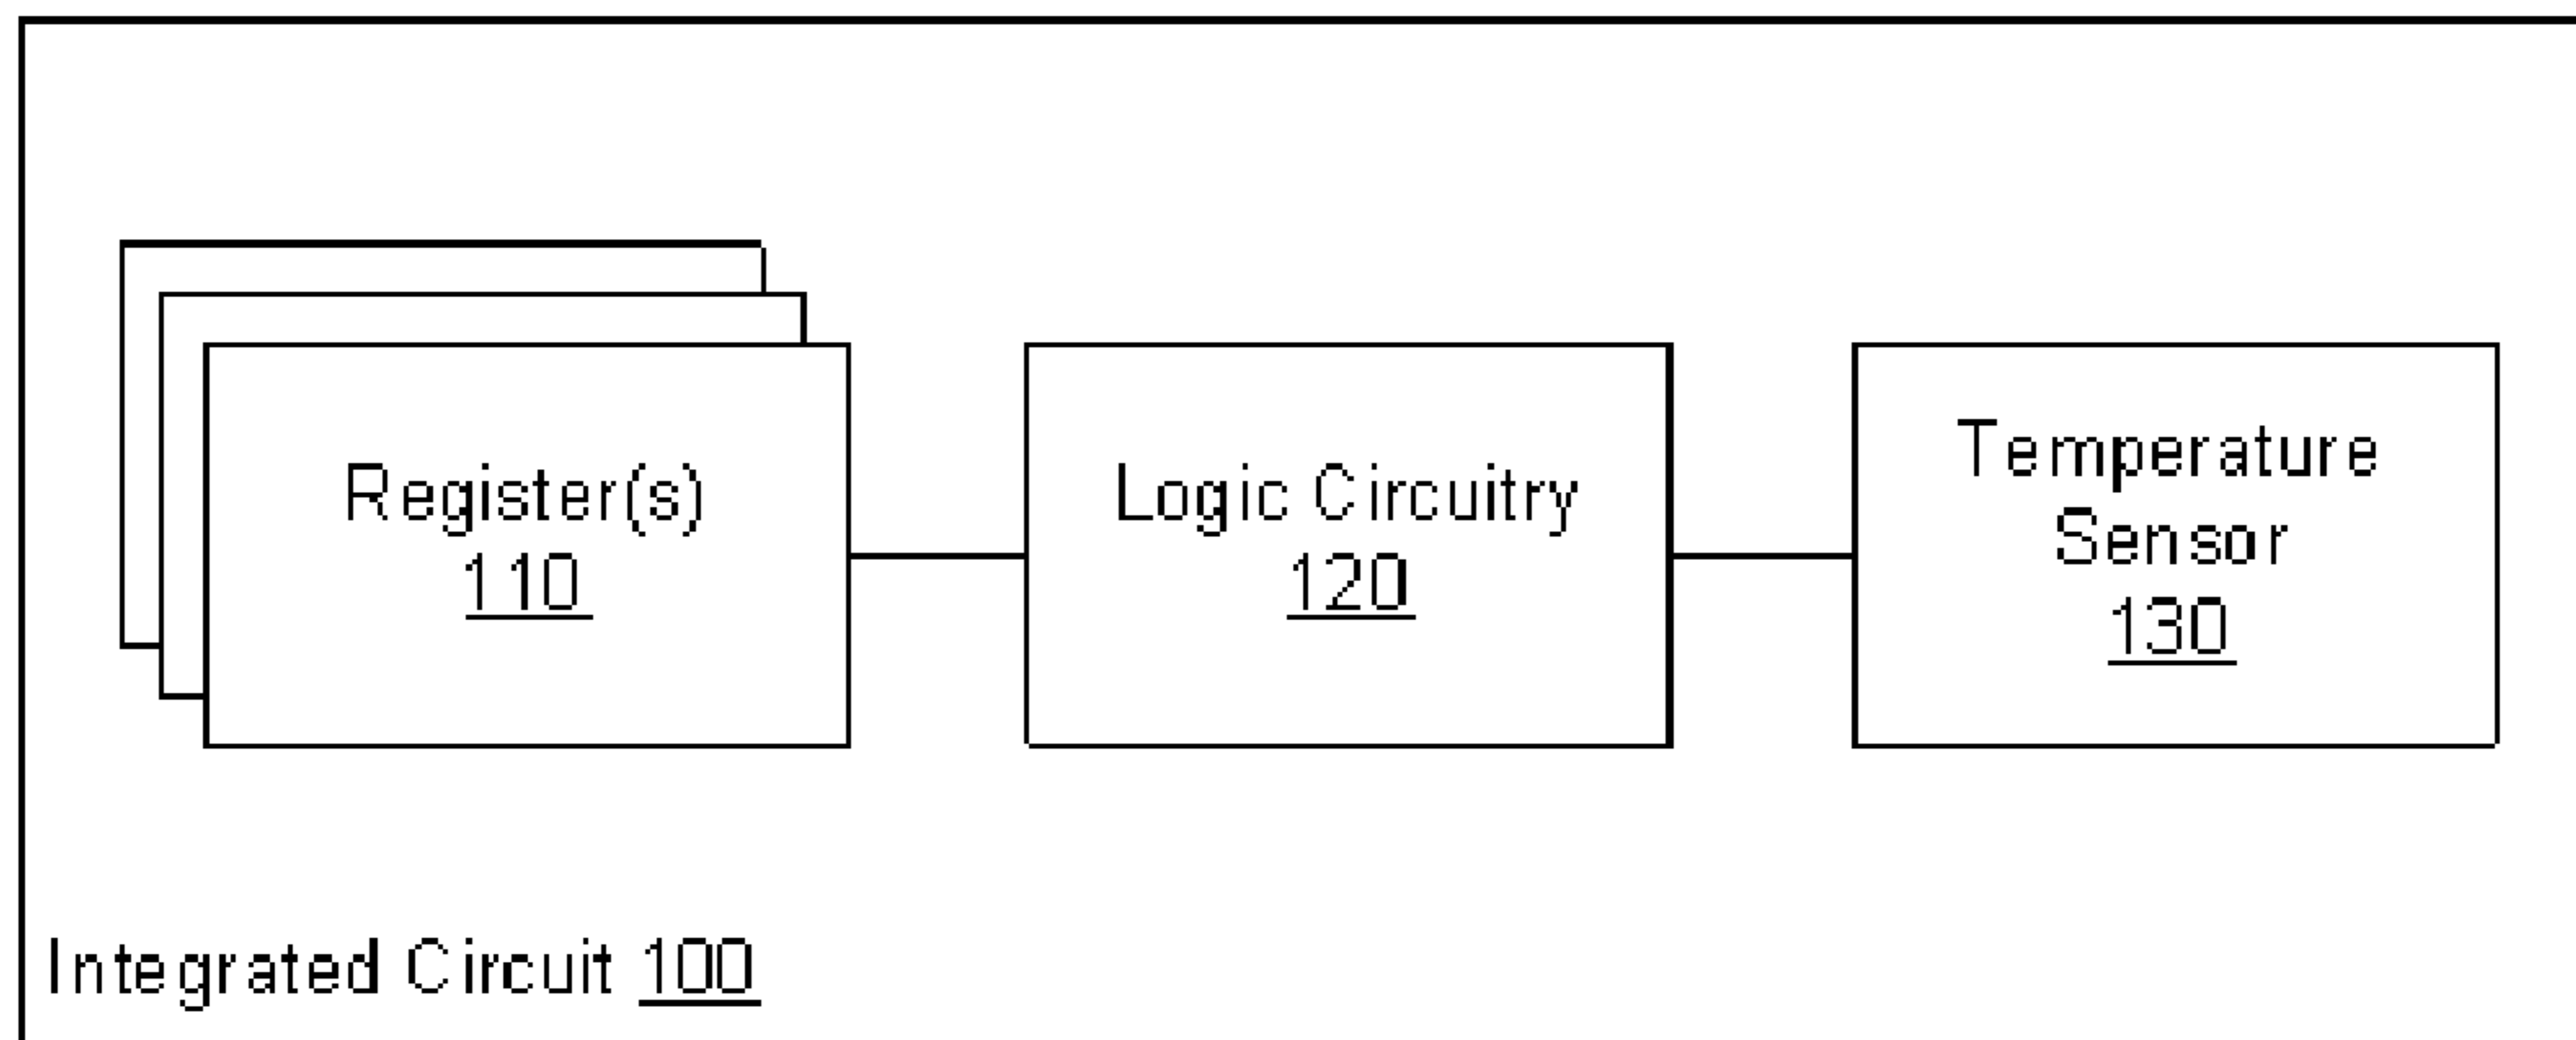 Register(s)
110
Logic Circuitry
120
Temperature
Sensor
130
Integrated Circuit 100